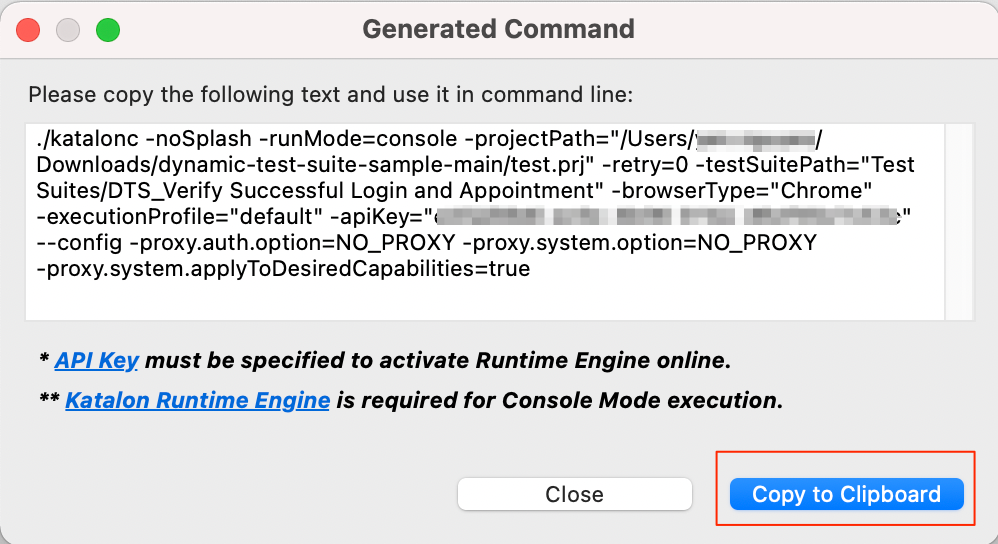 Generated Command
Please copy the following text and use it in command line:
./katalonc -noSplash -runMode=console -projectPath="/Users/ /
Downloads/dynamic-test-suite-sample-main/test.prj" -retry=0 -testSuitePath="Test
Suites/DTS_Verify Successful Login and Appointment" -browserType="Chrome"
-executionProfile="default" -apiKey=" "
--config -proxy.auth.option=NO_PROXY -proxy.system.option=NO_PROXY
-proxy.system.applyToDesiredCapabilities=true
* API Key must be specified to activate Runtime Engine online.
** Katalon Runtime Engine is required for Console Mode execution.
Close
Copy to Clipboard